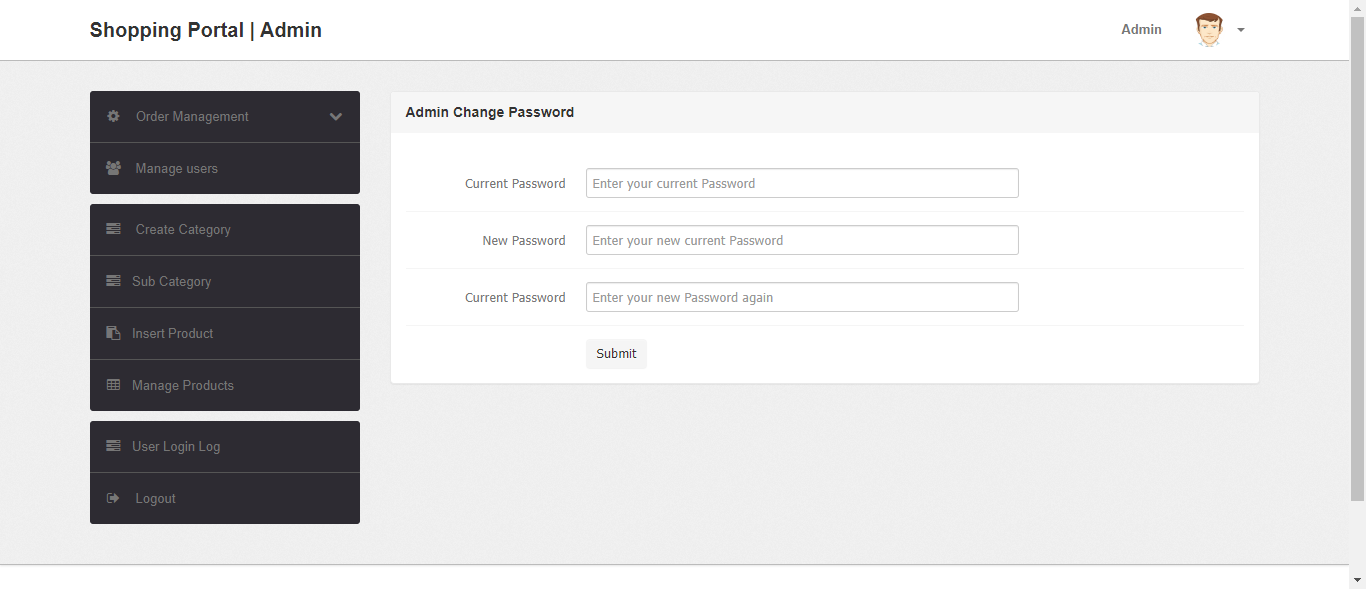 Shopping Portal | Admin
Admin
Order Management
Manage users
Create Category
Sub Category
Insert Product
Manage Products
User Login Log
Logout
Admin Change Password
Current Password Enter your current Password
New Password Enter your new current Password
Current Password Enter your new Password again
Submit